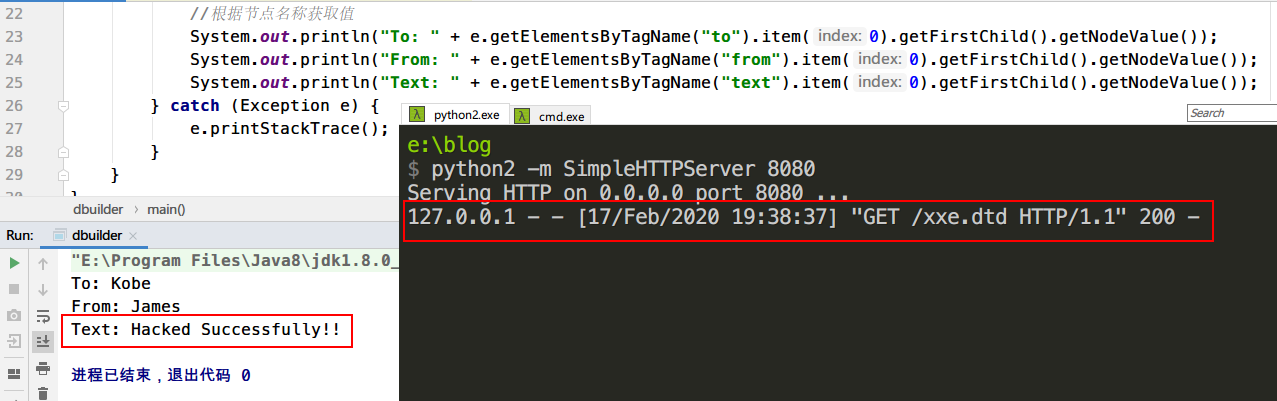 22 //根据节点名称获取值
23 System.out.println("To: " + e.getElementsByTagName("to").item( index: 0).getFirstChild().getNodeValue());
24 System.out.println("From: " + e.getElementsByTagName("from").item( index: 0).getFirstChild().getNodeValue());
25 System.out.println("Text: " + e.getElementsByTagName("text").item( index: 0).getFirstChild().getNodeValue());
26 } catch (Exception e) {
27 e.printStackTrace();
28 }
29 }
dbuilder › main()
Run: dbuilder
"E:\Program Files\Java8\jdk1.8.0_
To: Kobe
From: James
Text: Hacked Successfully!!
进程已结束，退出代码 0
python2.exe cmd.exe Search
e:\blog
$ python2 -m SimpleHTTPServer 8080
Serving HTTP on 0.0.0.0 port 8080 ...
127.0.0.1 - - [17/Feb/2020 19:38:37] "GET /xxe.dtd HTTP/1.1" 200 -